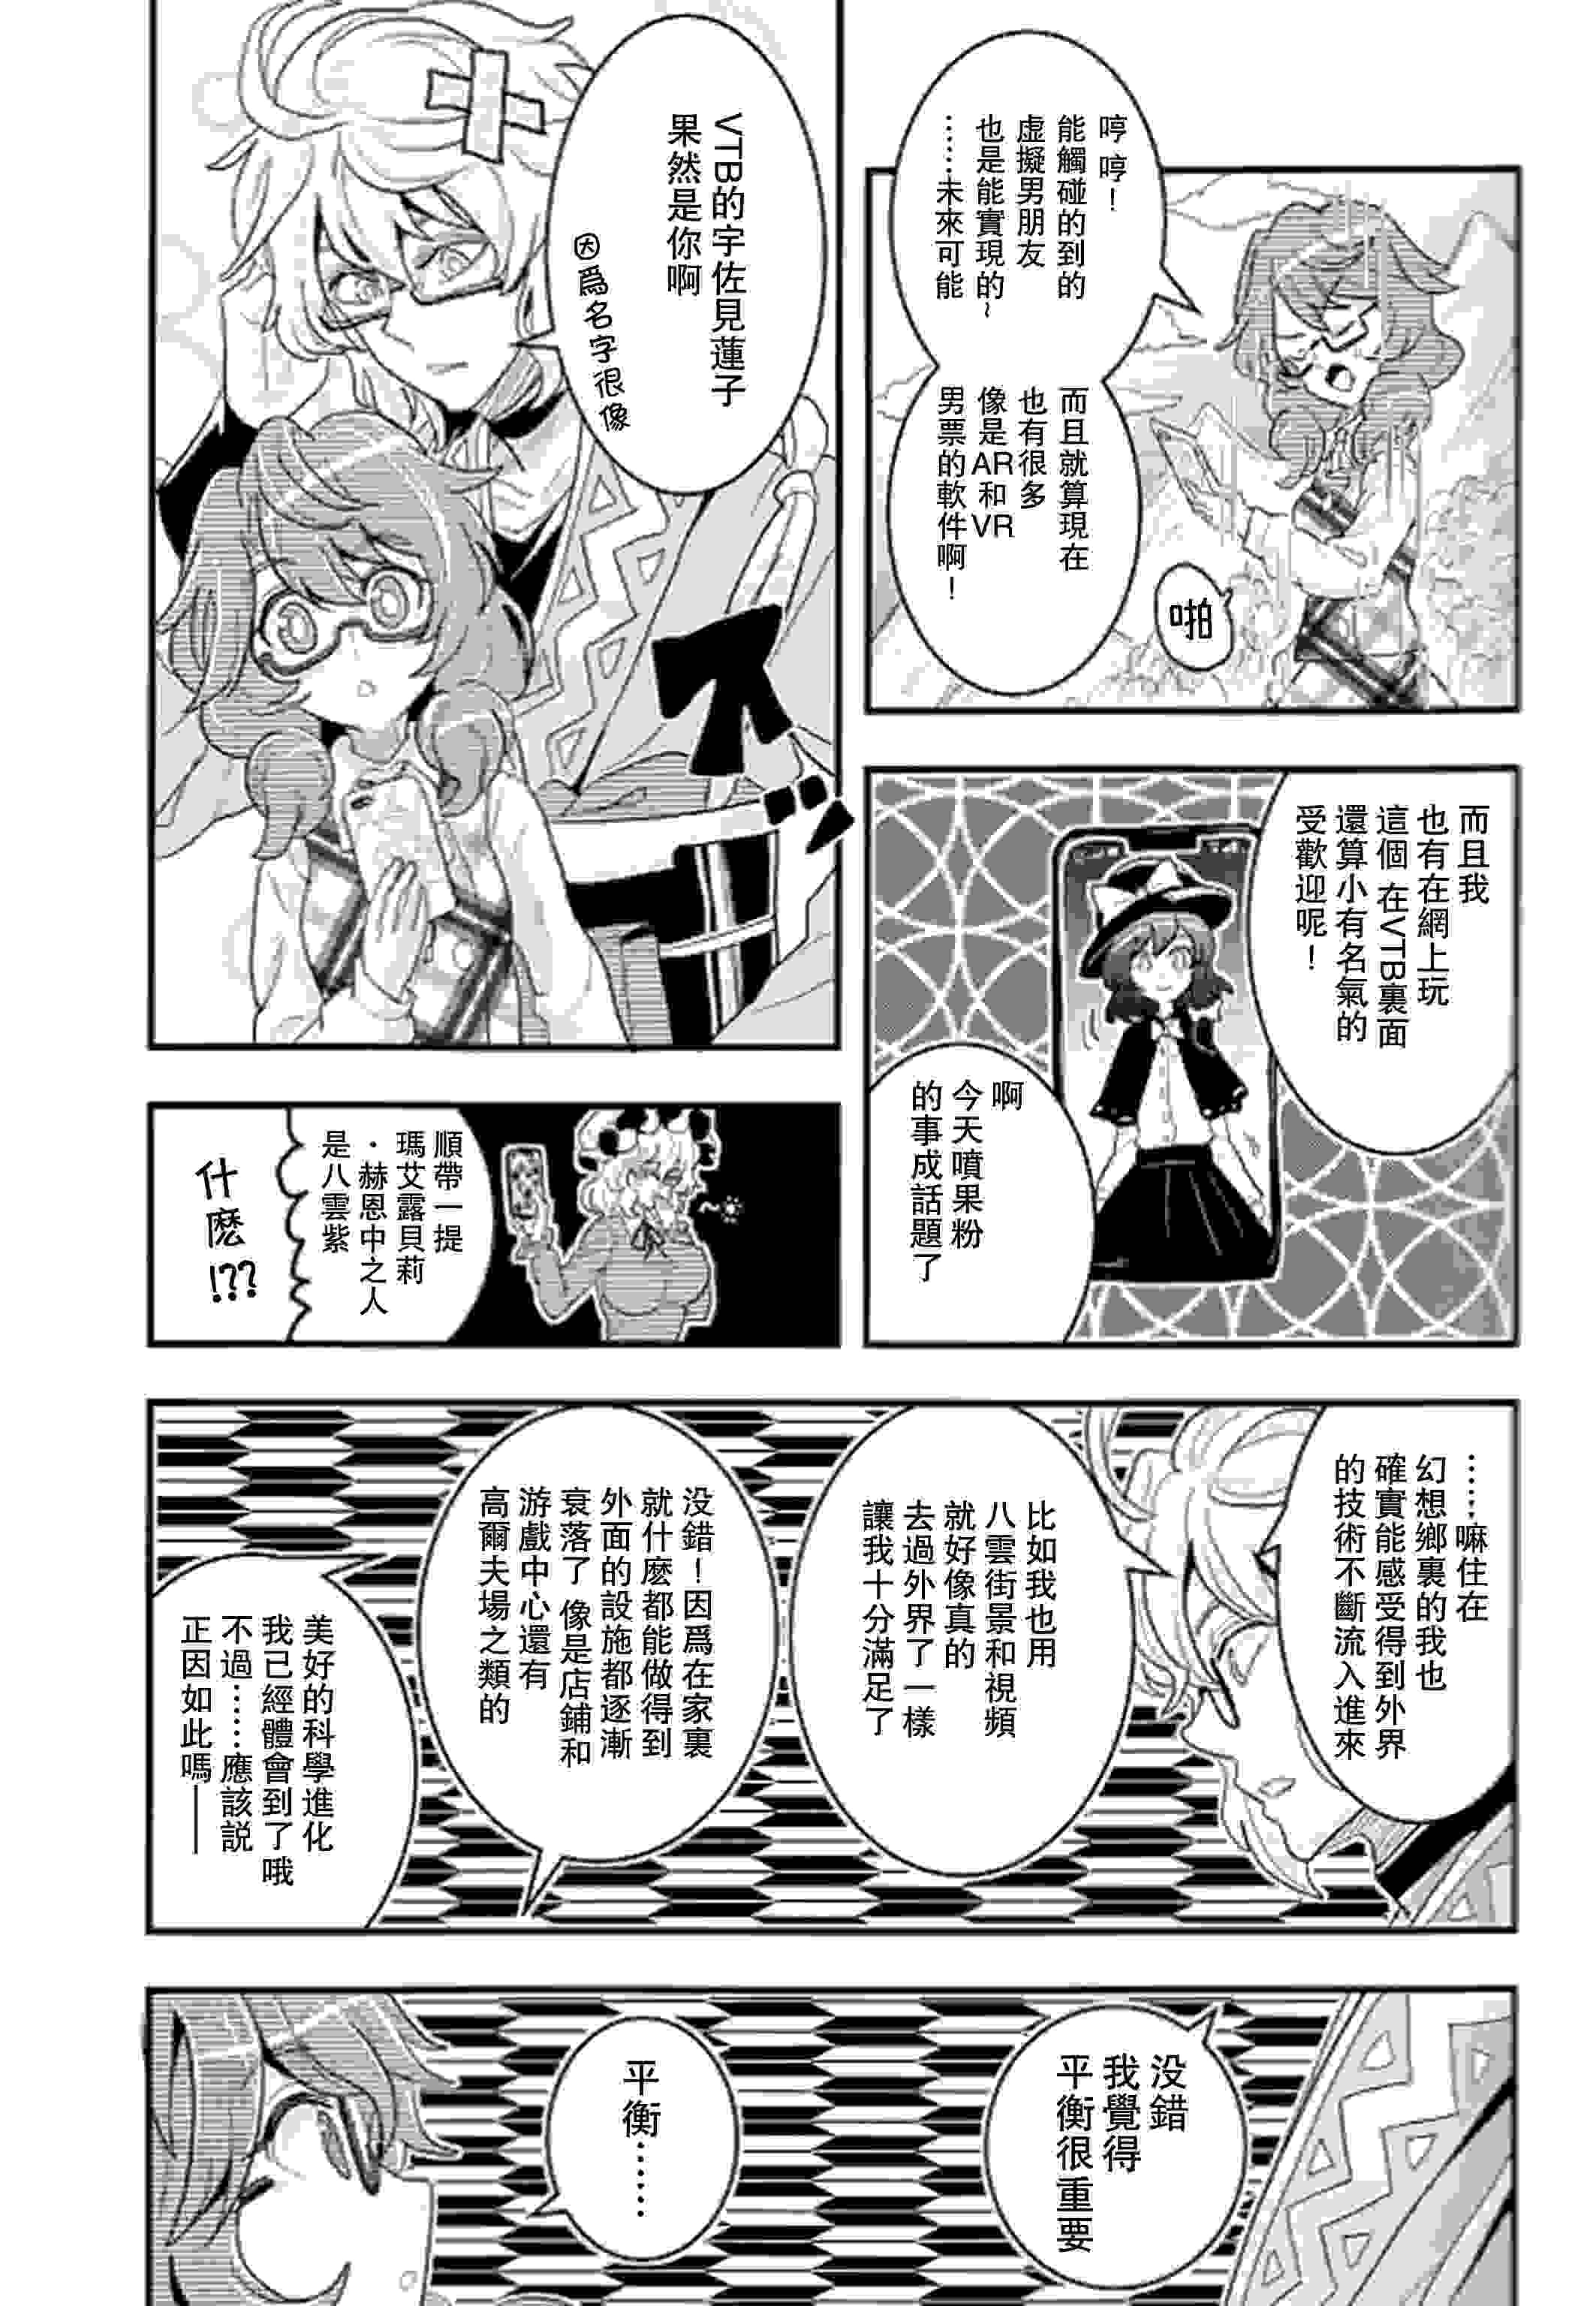 哼哼！
能觸碰的到的
虛擬男朋友
也是能實現的~
……未來可能
而且就算現在
也有很多
像是AR和VR
男票的軟件啊！
啪
VTB的宇佐見蓮子
果然是你啊
因爲名字很像
而且我
也有在網上玩
這個 在VTB裏面
還算小有名氣的
受歡迎呢！
啊
今天噴果粉
的事成話題了
順帶一提
瑪艾露貝莉
·赫恩中之人
是八雲紫
什麽!??
……嘛住在
幻想鄉裏的我也
確實能感受得到外界
的技術不斷流入進來
比如我也用
八雲街景和視頻
就好像真的
去過外界了一樣
讓我十分滿足了
没錯！因爲在家裏
就什麽都能做得到
外面的設施都逐漸
衰落了 像是店鋪和
游戲中心還有
高爾夫場之類的
美好的科學進化
我已經體會到了哦
不過……應該説
正因如此嗎——
没錯
我覺得
平衡很重要
平衡……